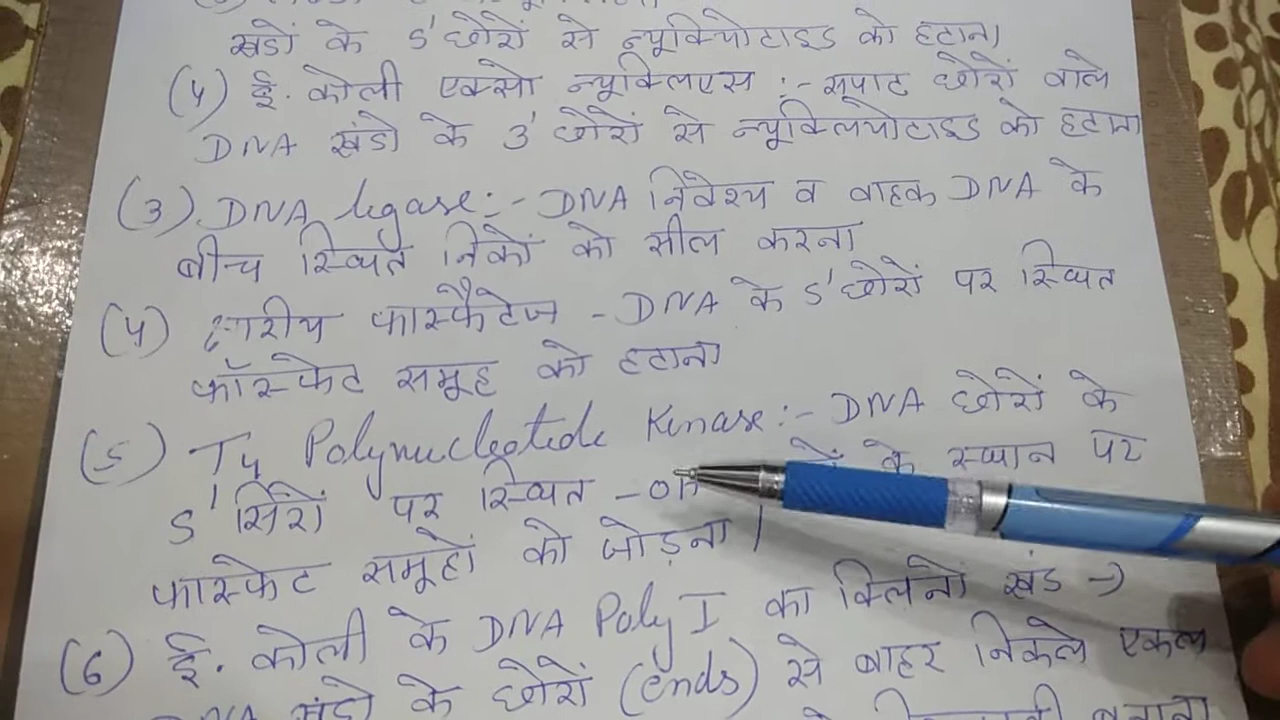 खंडों के 5' छोरों से न्यूक्लियोटाइड को हटाना
(4) ई. कोली एक्सो न्यूक्लिएस :- सपाट छोरों वाले
DNA खंडो के 3' छोरों से न्यूक्लियोटाइड को हटाना
(3) DNA ligase :- DNA निवेश्य व वाहक DNA के
बीच स्थित निकों को सील करना
(4) क्षारीय फास्फैटेज - DNA के 5' छोरों पर स्थित
फॉस्फेट समूह को हटाना
(5) T4 Polynucleotide Kinase :- DNA छोरों के
5' सिरों पर स्थित -OH के स्थान पर
फास्फेट समूहों को जोड़ना ।
(6) ई. कोली के DNA Poly I का क्लिनो खंड →
खंडो के छोरों (ends) से बाहर निकले एकल